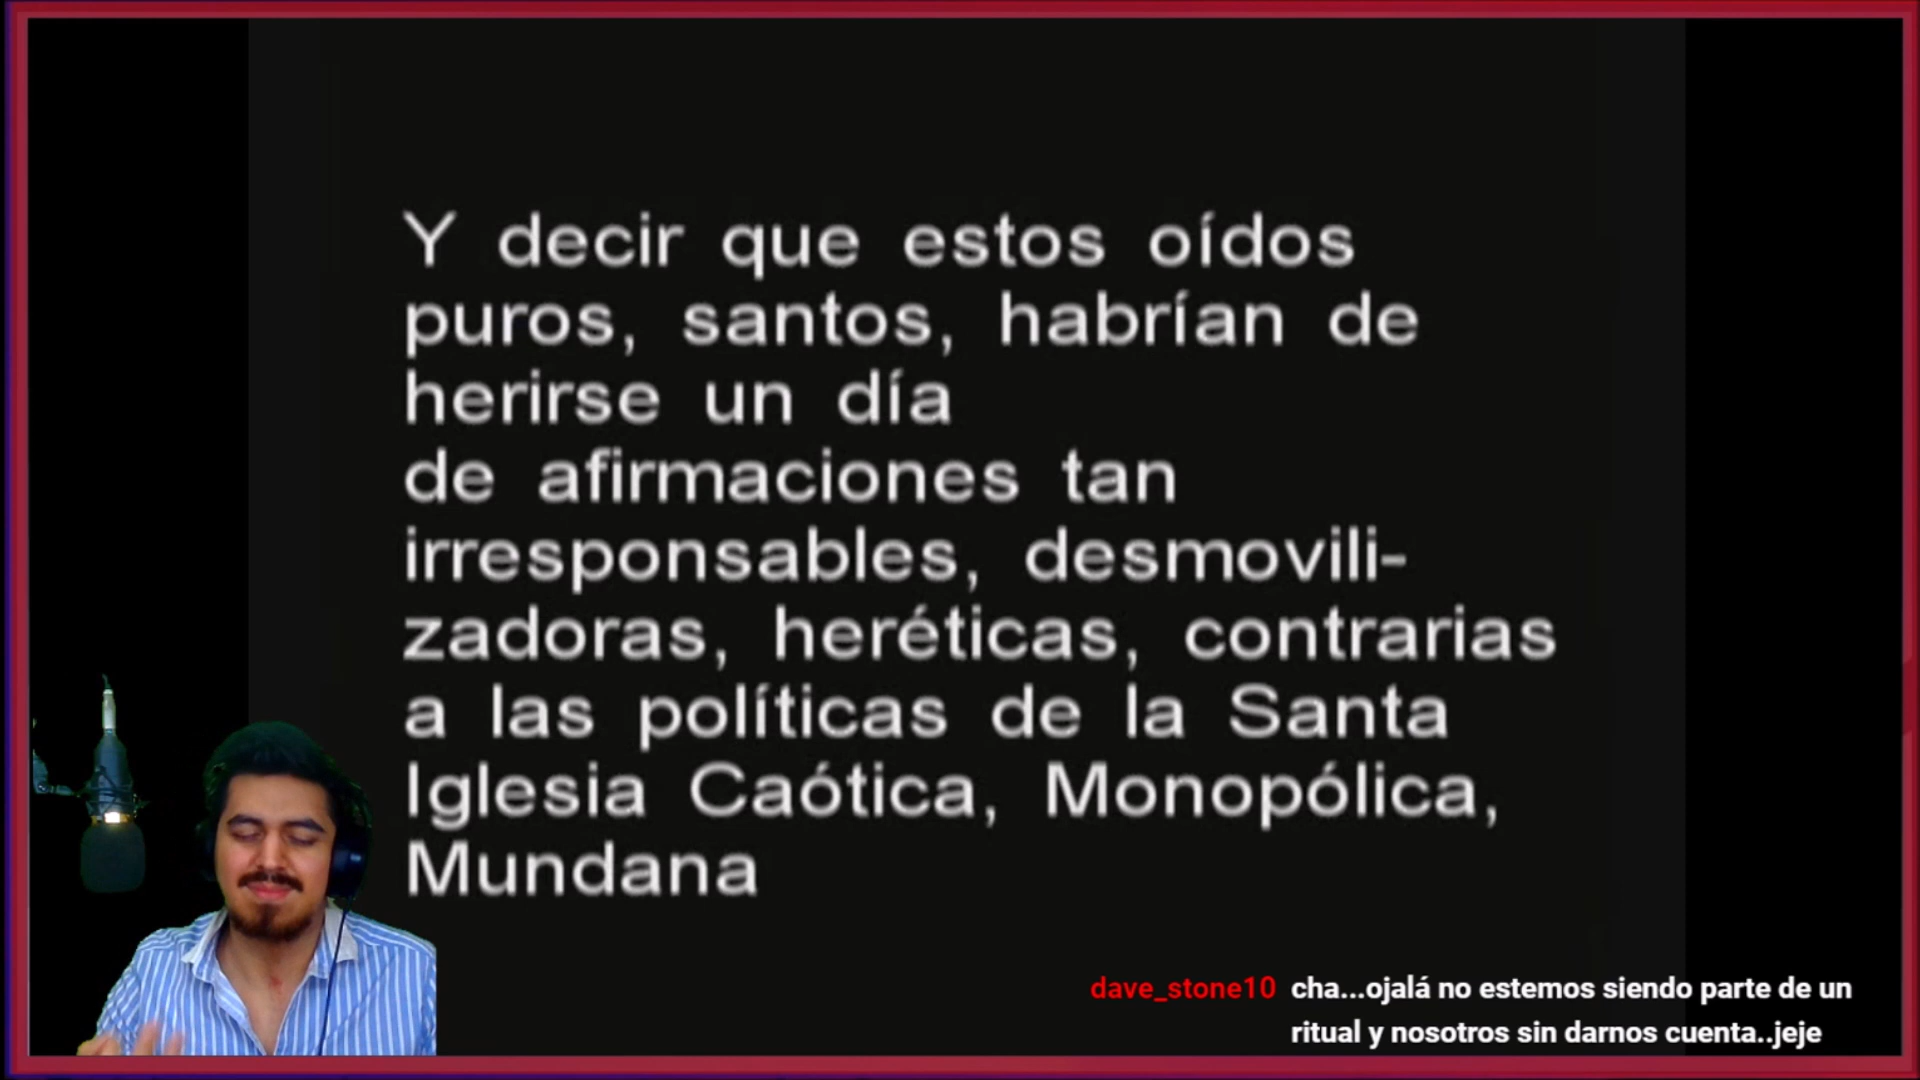 Y decir que estos oídos
puros, santos, habrían de
herirse un día
de afirmaciones tan
irresponsables, desmovili-
zadoras, heréticas, contrarias
a las políticas de la Santa
Iglesia Caótica, Monopólica,
Mundana
dave_stone10 cha...ojalá no estemos siendo parte de un
ritual y nosotros sin darnos cuenta..jeje